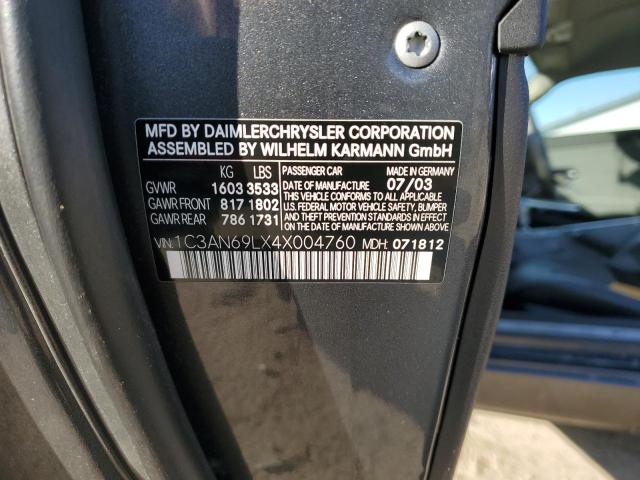 MFD BY DAIMLERCHRYSLER CORPORATION
ASSEMBLED BY WILHELM KARMANN GmbH
KG LBS
GVWR 1603 3533
GAWR FRONT 817 1802
GAWR REAR 786 1731
PASSENGER CAR MADE IN GERMANY
DATE OF MANUFACTURE 07/03
THIS VEHICLE CONFORMS TO ALL APPLICABLE
U.S. FEDERAL MOTOR VEHICLE SAFETY, BUMPER
AND THEFT PREVENTION STANDARDS IN EFFECT
ON THE DATE OF MANUFACTURE SHOWN ABOVE.
VIN: 1C3AN69LX4X004760 MDH: 071812